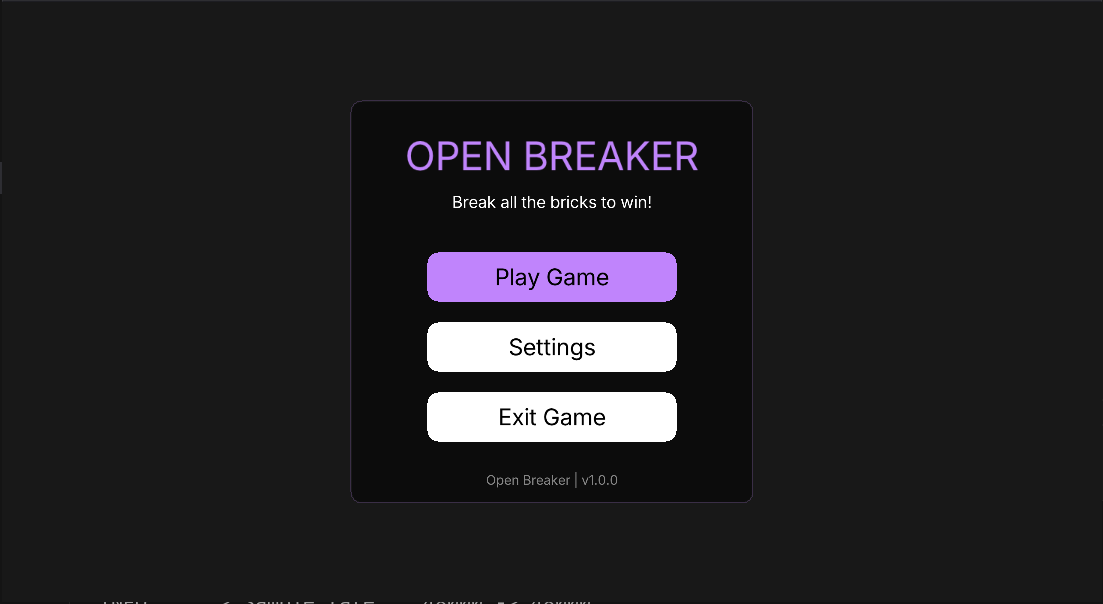 OPEN BREAKER
Break all the bricks to win!
Play Game
Settings
Exit Game
Open Breaker | v1.0.0